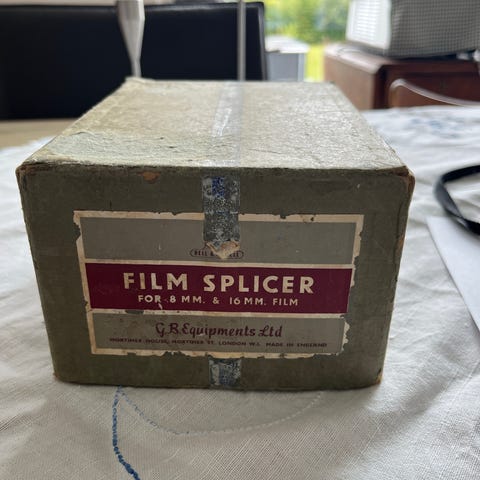 FILM SPLICER
FOR 8 MM. & 16 MM. FILM
G.B. Equipments Ltd
MORTIMER HOUSE, MORTIMER ST. LONDON W.1. MADE IN ENGLAND